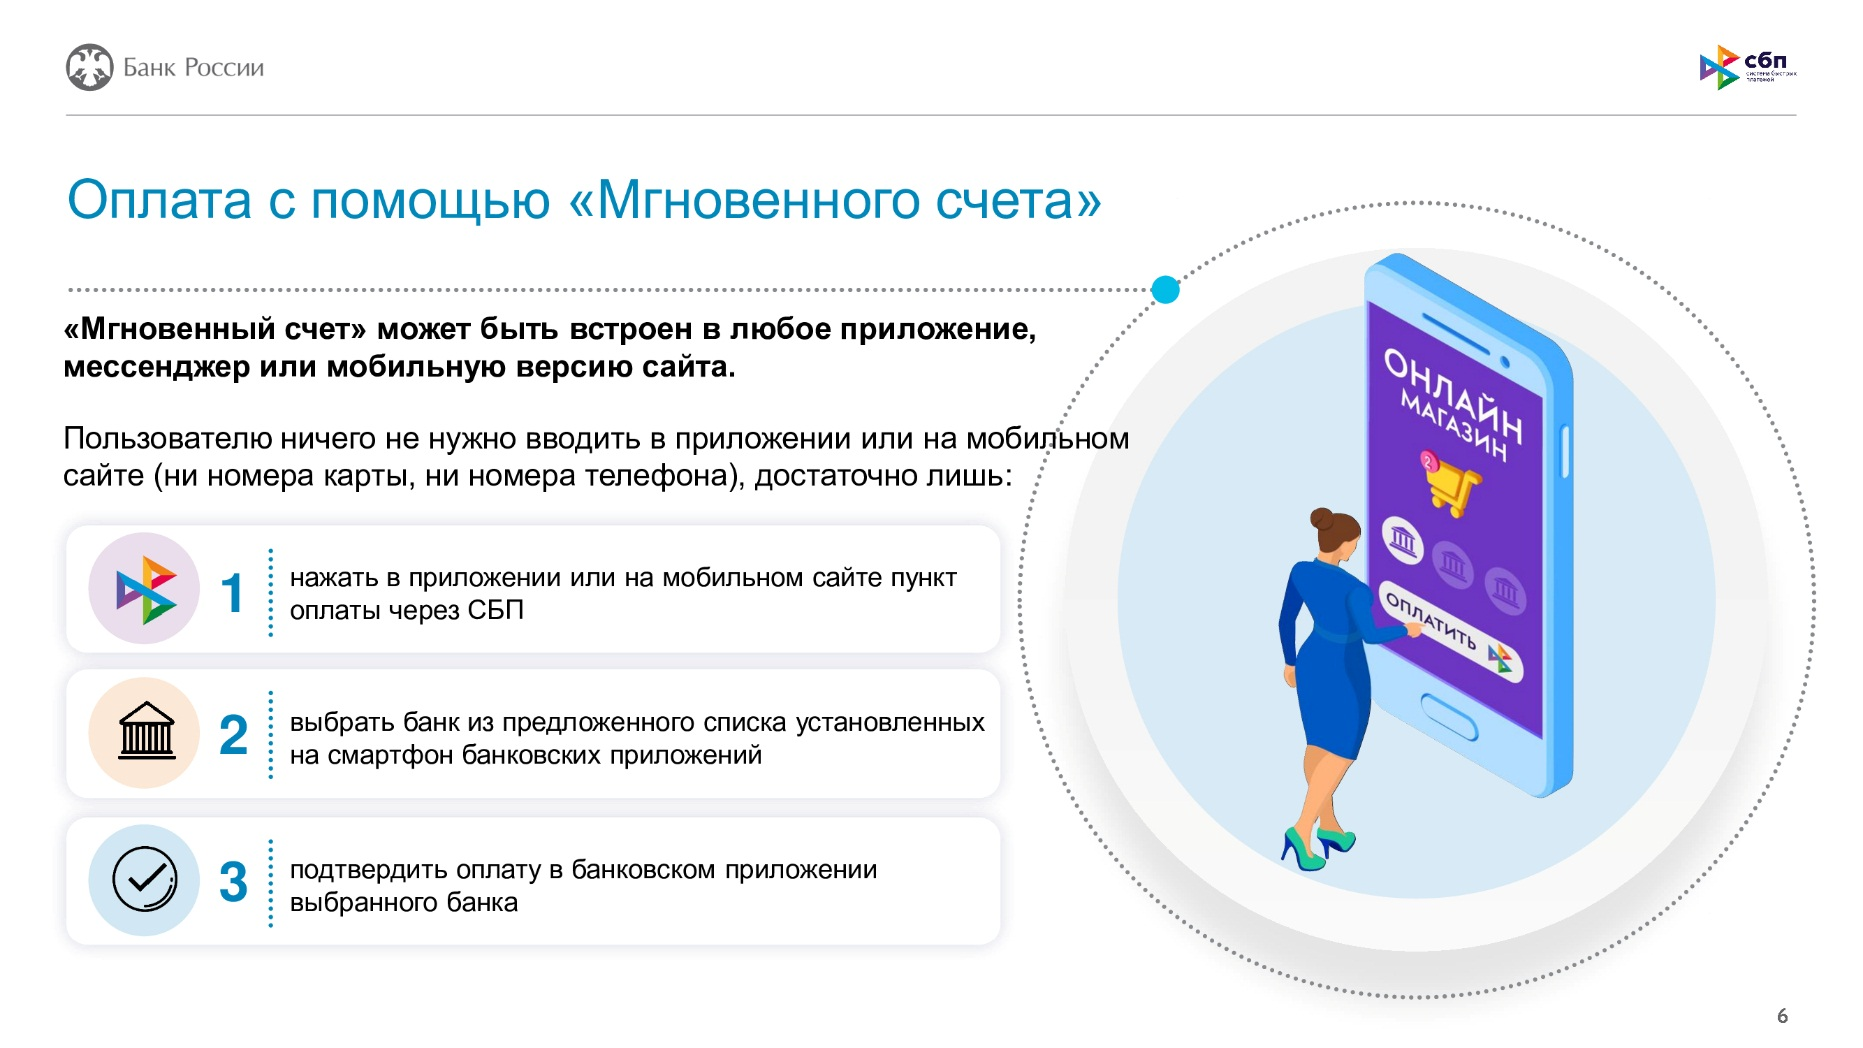 Банк России
сбп
система быстрых
платежей
Оплата с помощью «Мгновенного счета»
«Мгновенный счет» может быть встроен в любое приложение,
мессенджер или мобильную версию сайта.
Пользователю ничего не нужно вводить в приложении или на мобильном
сайте (ни номера карты, ни номера телефона), достаточно лишь:
1
нажать в приложении или на мобильном сайте пункт
оплаты через СБП
2
выбрать банк из предложенного списка установленных
на смартфон банковских приложений
3
подтвердить оплату в банковском приложении
выбранного банка
ОНЛАЙН
МАГАЗИН
2
ОПЛАТИТЬ
6